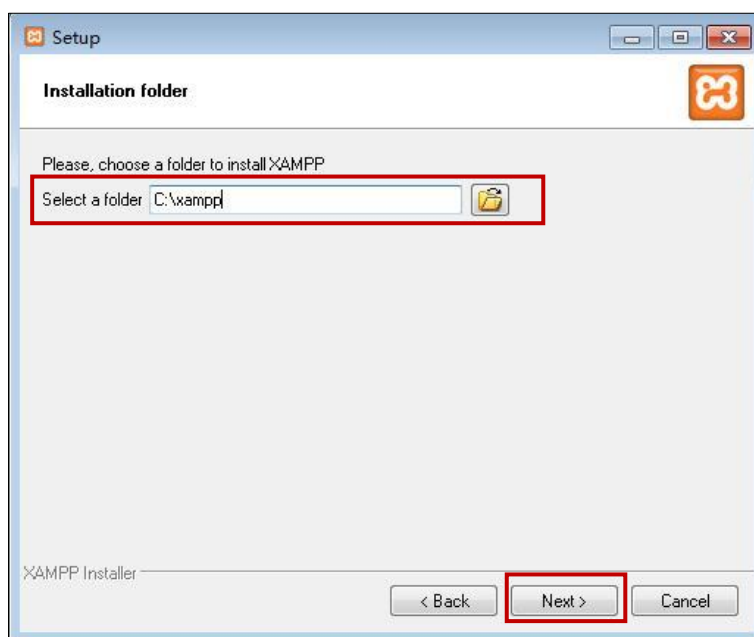 Setup
Installation folder
Please, choose a folder to install XAMPP
Select a folder C:\xampp
XAMPP Installer
< Back Next > Cancel